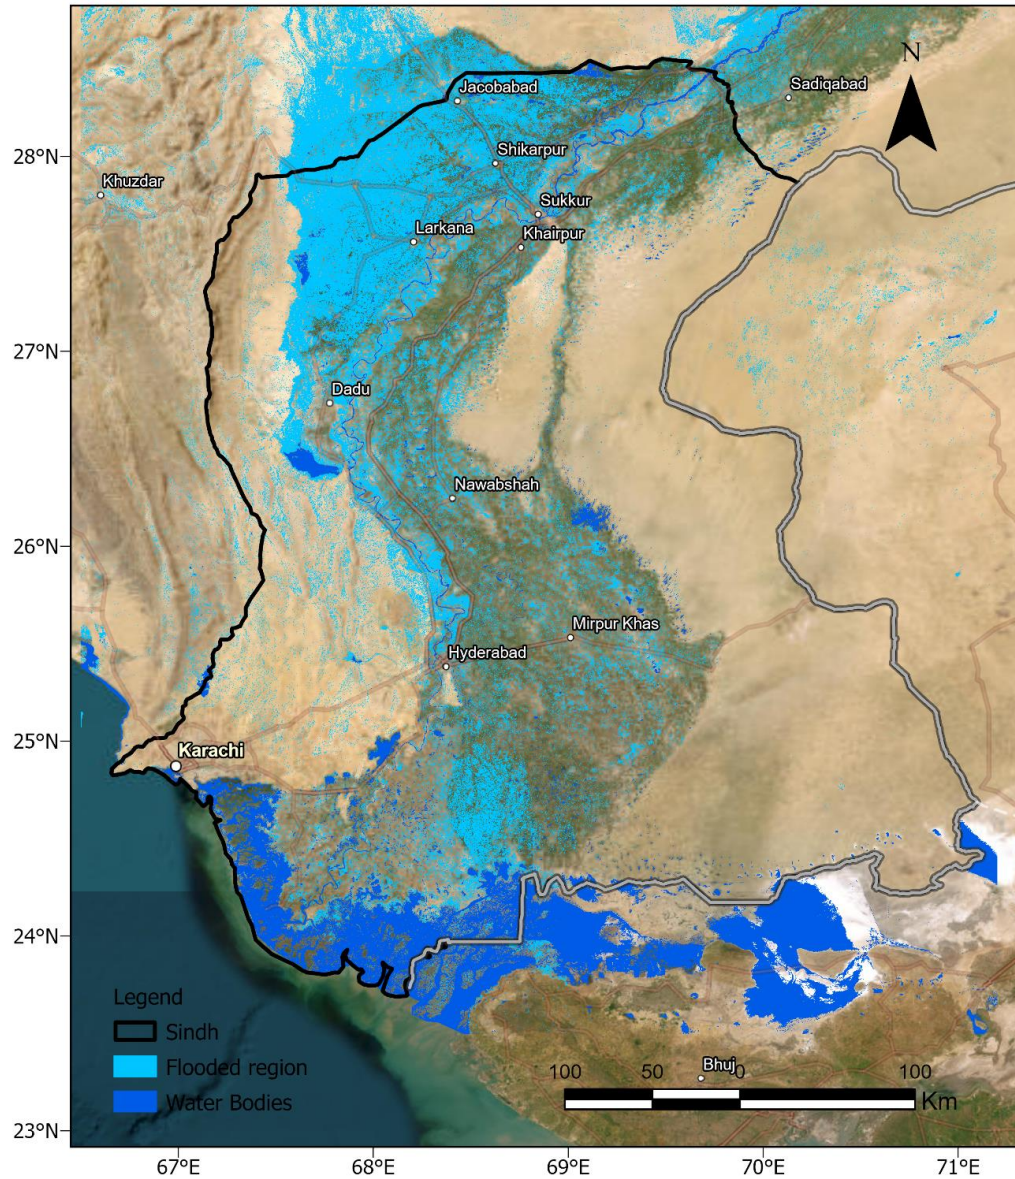 N
Jacobabad
Sadiqabad
28°N
Shikarpur
Khuzdar
Sukkur
Larkana
Khairpur
27°N
Dadu
Nawabshah
26°N
Mirpur Khas
Hyderabad
25°N
Karachi
24°N
Legend
Sindh
Flooded region
Water Bodies
Bhuj
100 50 0 100
Km
23°N
67°E 68°E 69°E 70°E 71°E